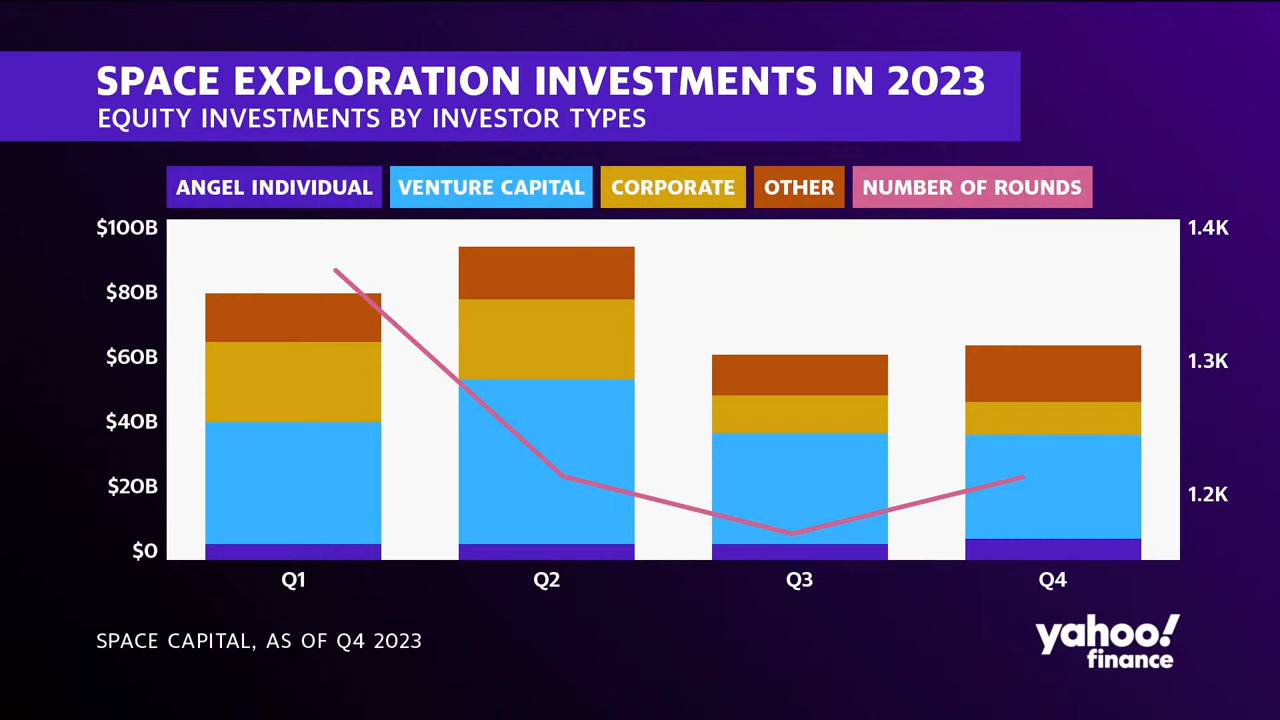 SPACE EXPLORATION INVESTMENTS IN 2023
EQUITY INVESTMENTS BY INVESTOR TYPES
ANGEL INDIVIDUAL VENTURE CAPITAL CORPORATE OTHER NUMBER OF ROUNDS
$100B 1.4K
$80B
$60B 1.3K
$40B
$20B 1.2K
$0
Q1 Q2 Q3 Q4
SPACE CAPITAL, AS OF Q4 2023
yahoo!
finance